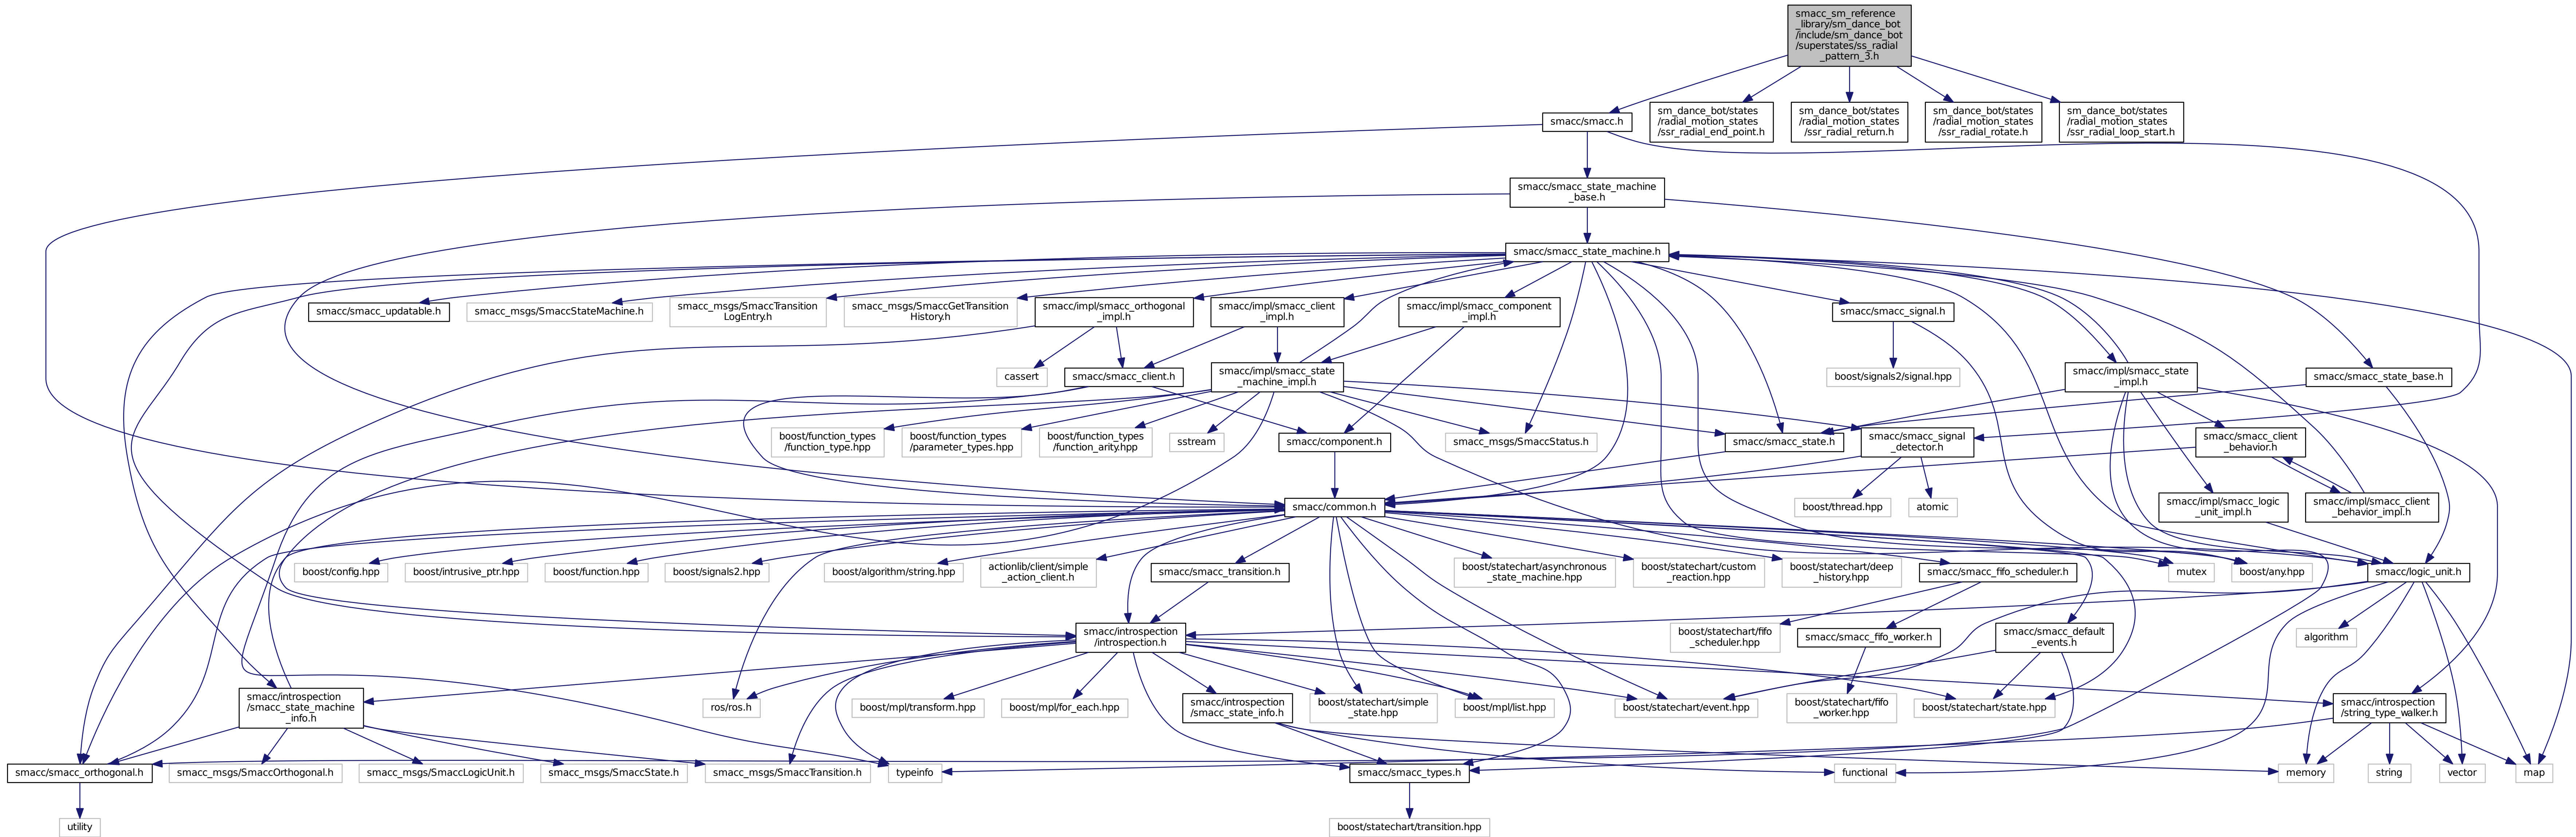 smacc_sm_reference
_library/sm_dance_bot
/include/sm_dance_bot
/superstates/ss_radial
_pattern_3.h
smacc/smacc.h
sm_dance_bot/states
/radial_motion_states
/ssr_radial_end_point.h
sm_dance_bot/states
/radial_motion_states
/ssr_radial_return.h
sm_dance_bot/states
/radial_motion_states
/ssr_radial_rotate.h
sm_dance_bot/states
/radial_motion_states
/ssr_radial_loop_start.h
smacc/smacc_state_machine
_base.h
smacc/smacc_state_machine.h
smacc/smacc_updatable.h
smacc_msgs/SmaccStateMachine.h
smacc_msgs/SmaccTransition
LogEntry.h
smacc_msgs/SmaccGetTransition
History.h
smacc/impl/smacc_orthogonal
_impl.h
smacc/impl/smacc_client
_impl.h
smacc/impl/smacc_component
_impl.h
smacc/smacc_signal.h
cassert
smacc/smacc_client.h
smacc/impl/smacc_state
_machine_impl.h
boost/signals2/signal.hpp
smacc/impl/smacc_state
_impl.h
smacc/smacc_state_base.h
boost/function_types
/function_type.hpp
boost/function_types
/parameter_types.hpp
boost/function_types
/function_arity.hpp
sstream
smacc/component.h
smacc_msgs/SmaccStatus.h
smacc/smacc_state.h
smacc/smacc_signal
_detector.h
smacc/smacc_client
_behavior.h
smacc/common.h
boost/thread.hpp
atomic
smacc/impl/smacc_logic
_unit_impl.h
smacc/impl/smacc_client
_behavior_impl.h
boost/config.hpp
boost/intrusive_ptr.hpp
boost/function.hpp
boost/signals2.hpp
boost/algorithm/string.hpp
actionlib/client/simple
_action_client.h
smacc/smacc_transition.h
boost/statechart/asynchronous
_state_machine.hpp
boost/statechart/custom
_reaction.hpp
boost/statechart/deep
_history.hpp
smacc/smacc_fifo_scheduler.h
mutex
boost/any.hpp
smacc/logic_unit.h
smacc/introspection
/introspection.h
boost/statechart/fifo
_scheduler.hpp
smacc/smacc_fifo_worker.h
smacc/smacc_default
_events.h
algorithm
smacc/introspection
/smacc_state_machine
_info.h
ros/ros.h
boost/mpl/transform.hpp
boost/mpl/for_each.hpp
smacc/introspection
/smacc_state_info.h
boost/statechart/simple
_state.hpp
boost/mpl/list.hpp
boost/statechart/event.hpp
boost/statechart/fifo
_worker.hpp
boost/statechart/state.hpp
smacc/introspection
/string_type_walker.h
smacc/smacc_orthogonal.h
smacc_msgs/SmaccOrthogonal.h
smacc_msgs/SmaccLogicUnit.h
smacc_msgs/SmaccState.h
smacc_msgs/SmaccTransition.h
typeinfo
smacc/smacc_types.h
functional
memory
string
vector
map
utility
boost/statechart/transition.hpp